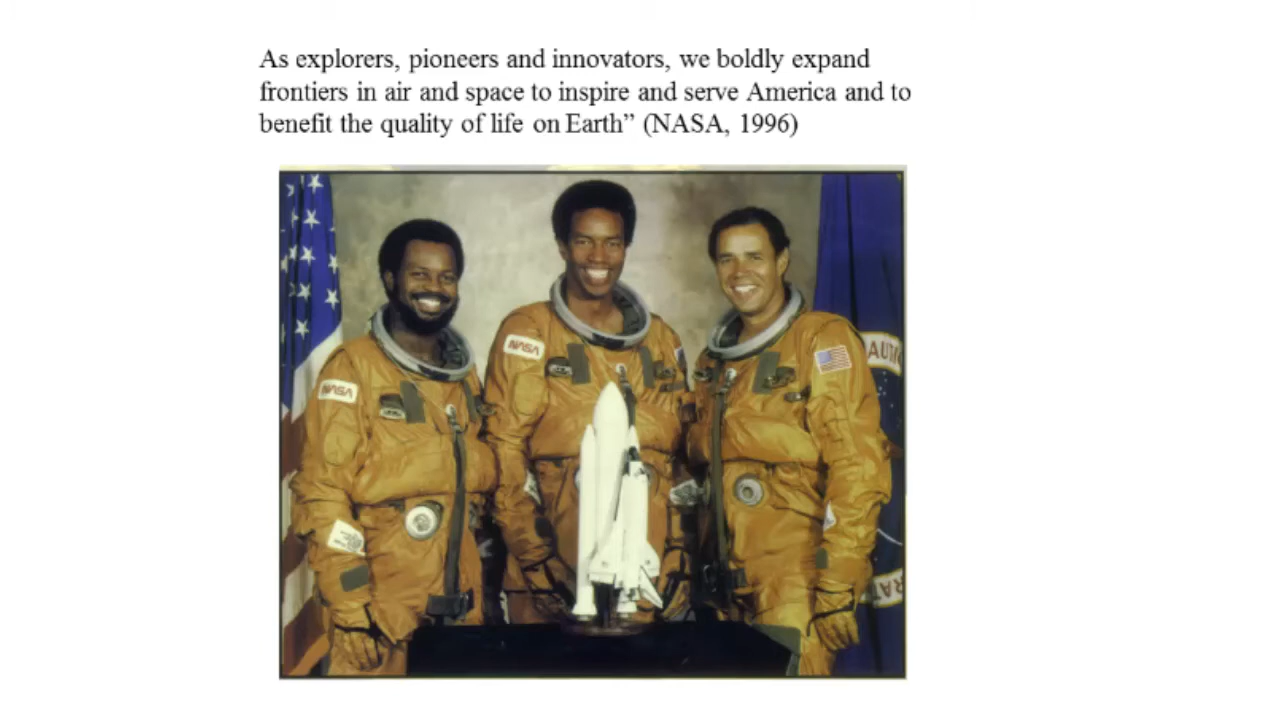 As explorers, pioneers and innovators, we boldly expand
frontiers in air and space to inspire and serve America and to
benefit the quality of life on Earth” (NASA, 1996)
NASA
NASA